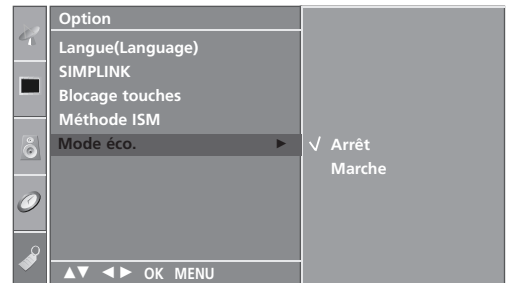 Option
Langue(Language)
SIMPLINK
Blocage touches
Méthode ISM
Mode éco. ►
√ Arrêt
Marche
▲▼ ◄► OK MENU